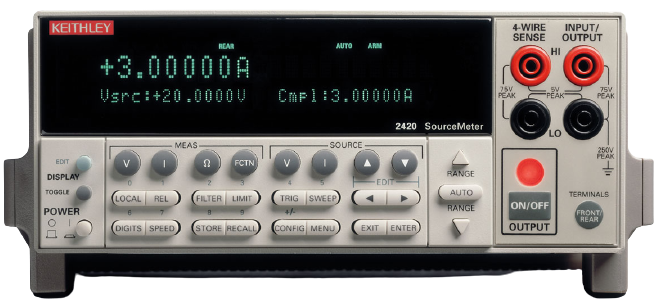 KEITHLEY
REAR AUTO ARM
+3.00000A
Vsrc:+20.0000V Cmpl:3.00000A
2420 SourceMeter
4-WIRE SENSE
INPUT/ OUTPUT
HI
75V PEAK
5V PEAK
75V PEAK
LO
250V PEAK
MEAS
SOURCE
EDIT
DISPLAY
TOGGLE
POWER
V I Ω FCTN V I
0 1 2 3 4 5
EDIT
LOCAL REL FILTER LIMIT TRIG SWEEP
6 7 8 9 +/-
DIGITS SPEED STORE RECALL CONFIG MENU EXIT ENTER
RANGE
AUTO
RANGE
ON/OFF
OUTPUT
TERMINALS
FRONT/ REAR